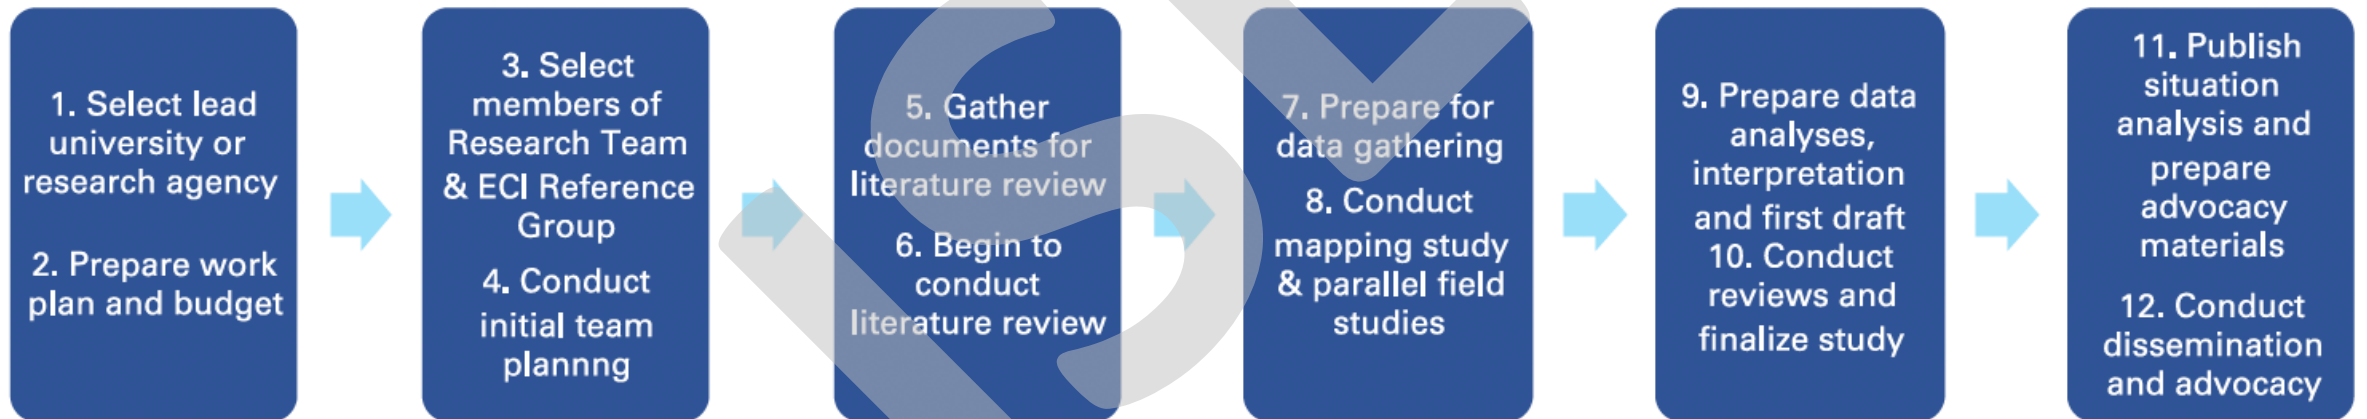 1. Select lead
university or
research agency
2. Prepare work
plan and budget
3. Select
members of
Research Team
& ECI Reference
Group
4. Conduct
initial team
plannng
5. Gather
documents for
literature review
6. Begin to
conduct
literature review
7. Prepare for
data gathering
8. Conduct
mapping study
& parallel field
studies
9. Prepare data
analyses,
interpretation
and first draft
10. Conduct
reviews and
finalize study
11. Publish
situation
analysis and
prepare
advocacy
materials
12. Conduct
dissemination
and advocacy